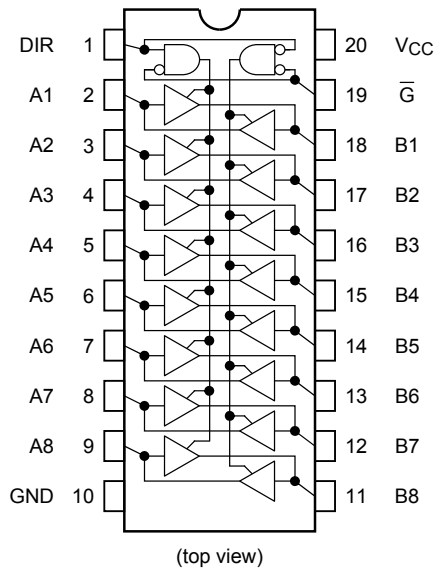 DIR 1 20 VCC
A1 2 19 G̅
A2 3 18 B1
A3 4 17 B2
A4 5 16 B3
A5 6 15 B4
A6 7 14 B5
A7 8 13 B6
A8 9 12 B7
GND 10 11 B8
(top view)